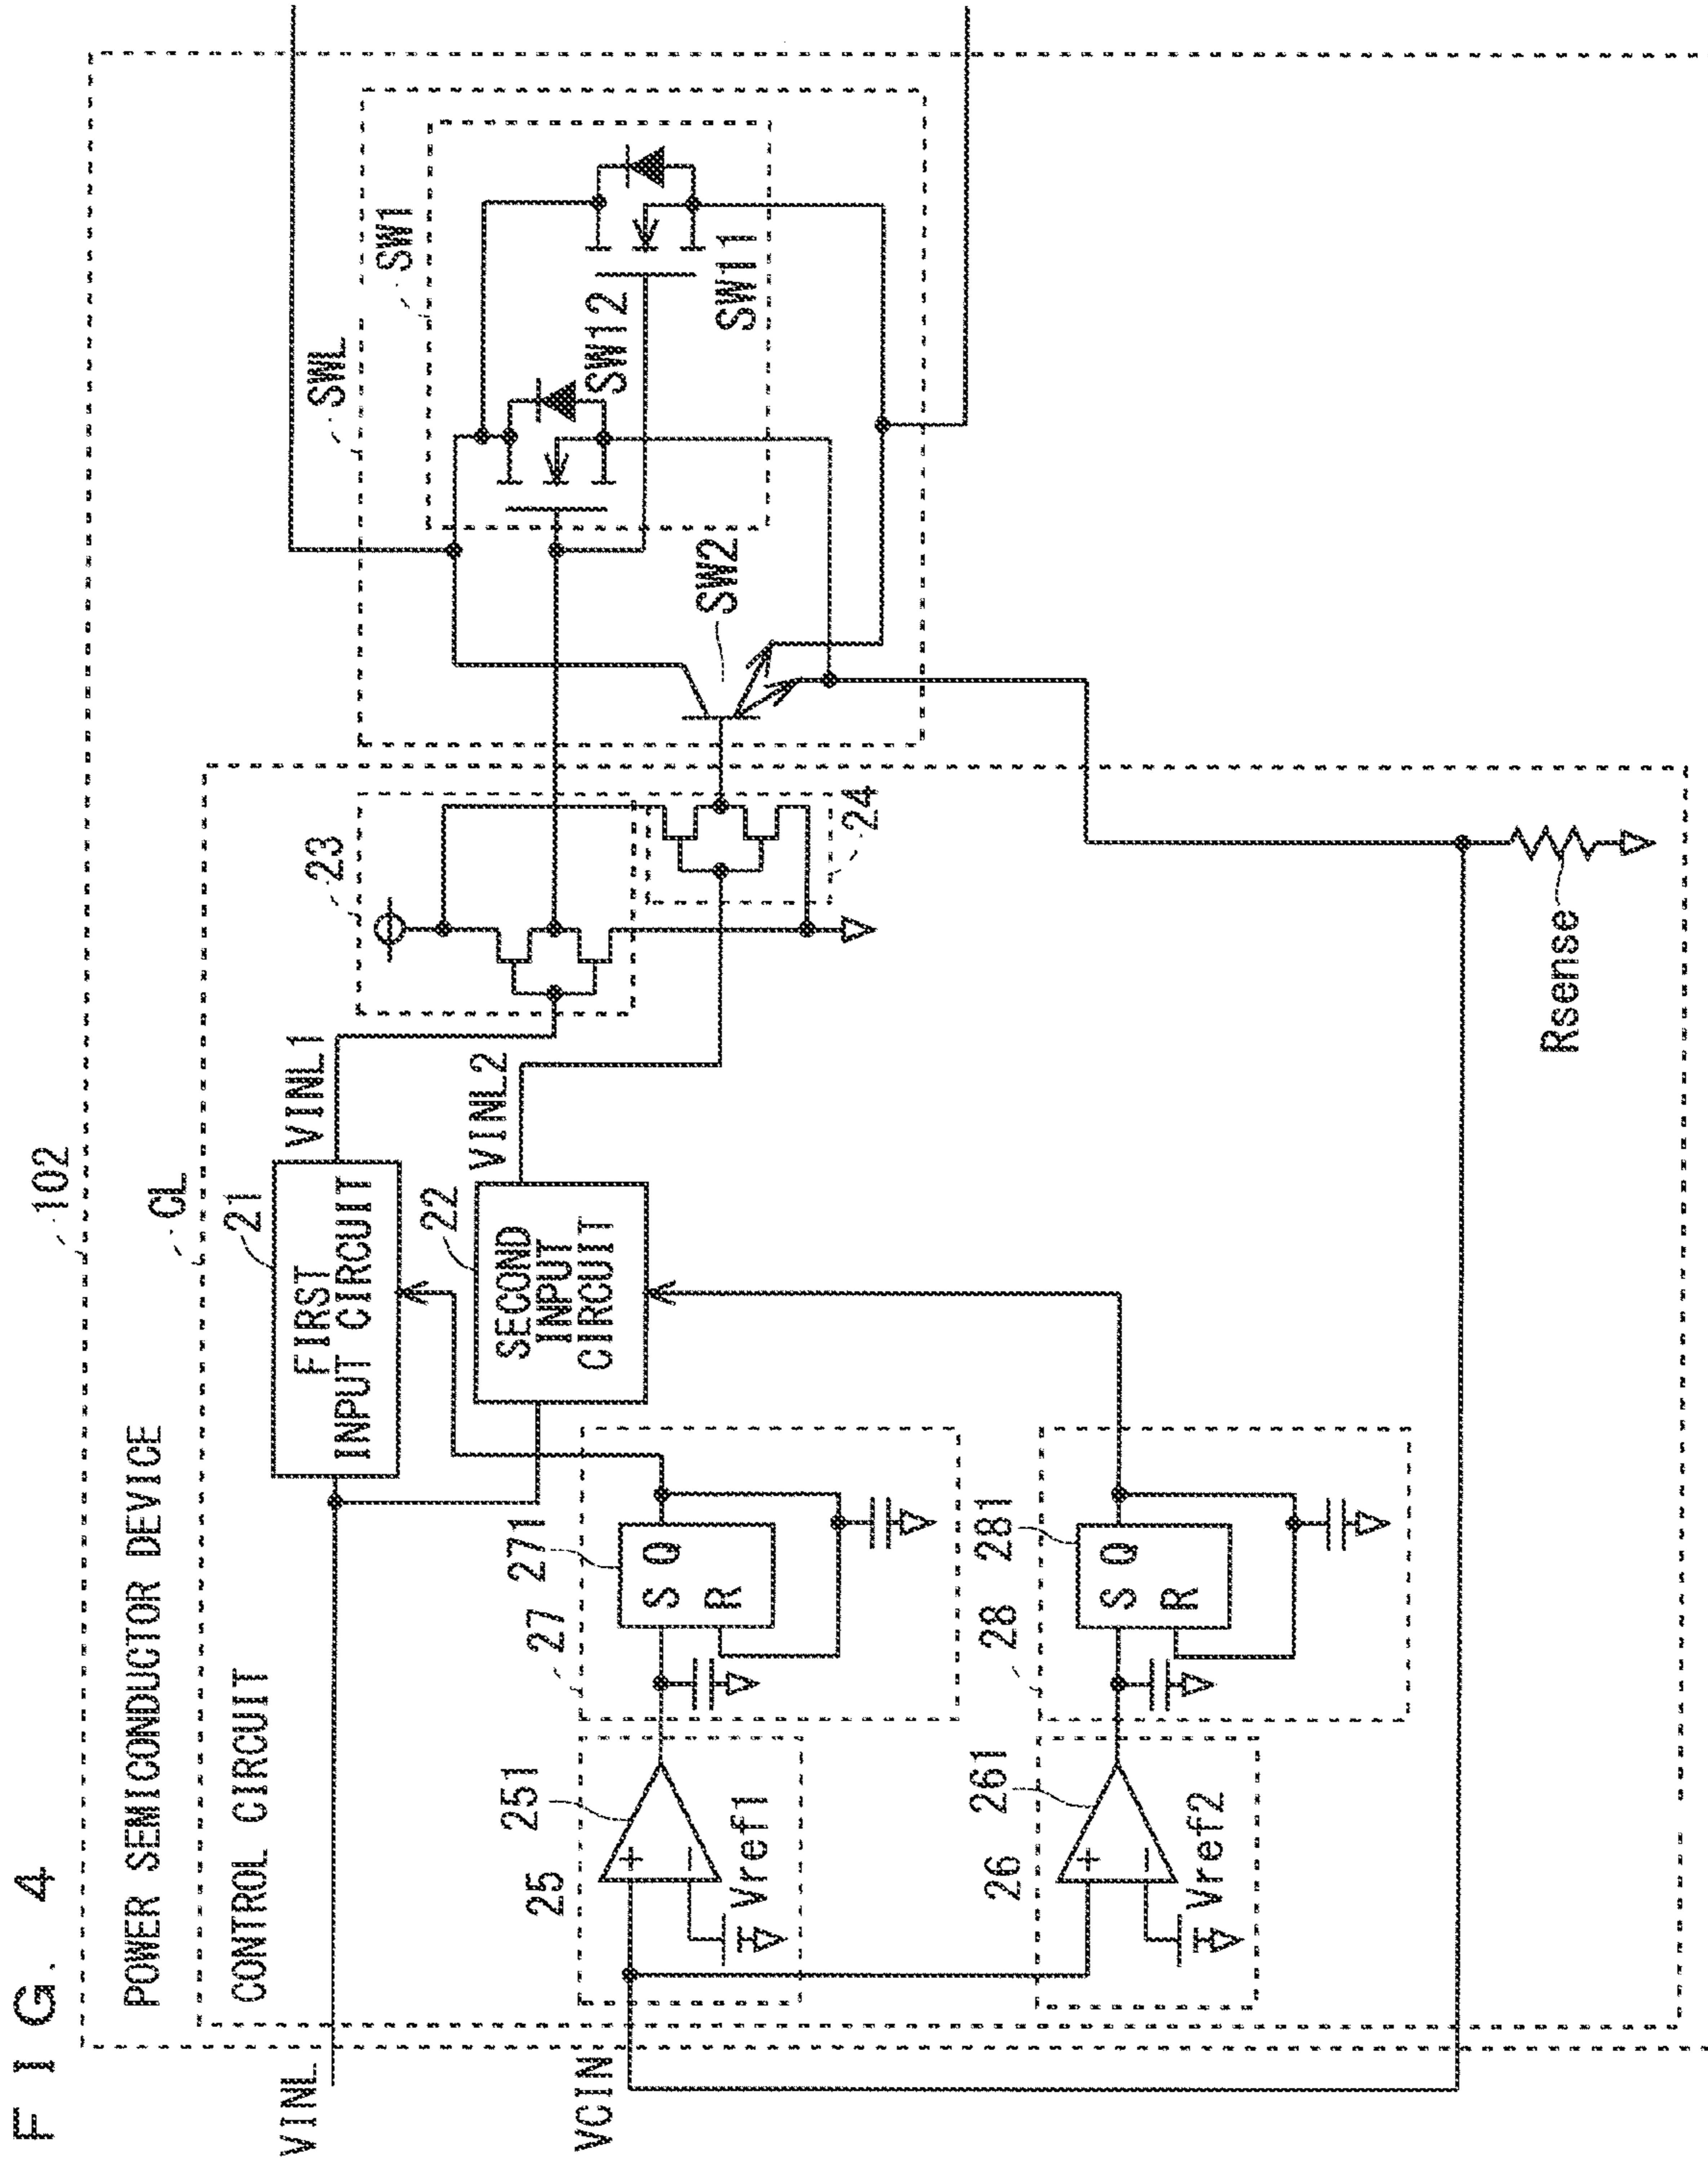 FIG. 4
102
POWER SEMICONDUCTOR DEVICE
CL
CONTROL CIRCUIT
VINL
21
FIRST
INPUT CIRCUIT
VINL1
23
SWL
SW1
22
SECOND
INPUT
CIRCUIT
VINL2
SW12
SW11
SW2
24
VCIN
25
251
+
−
Vref1
27
271
S Q
R
26
261
+
−
Vref2
28
281
S Q
R
Rsense